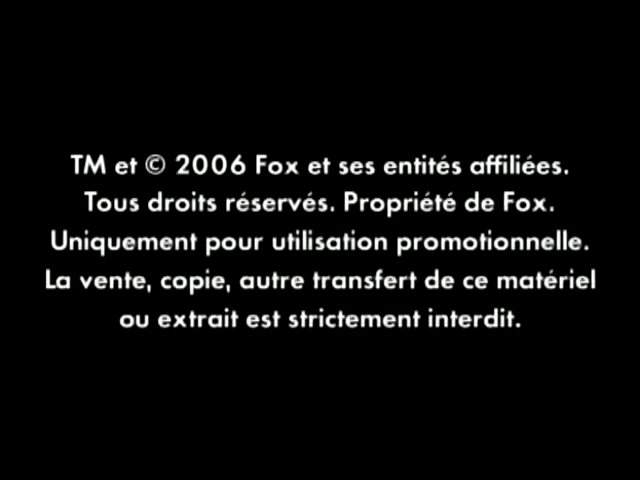 TM et © 2006 Fox et ses entités affiliées.
Tous droits réservés. Propriété de Fox.
Uniquement pour utilisation promotionnelle.
La vente, copie, autre transfert de ce matériel
ou extrait est strictement interdit.